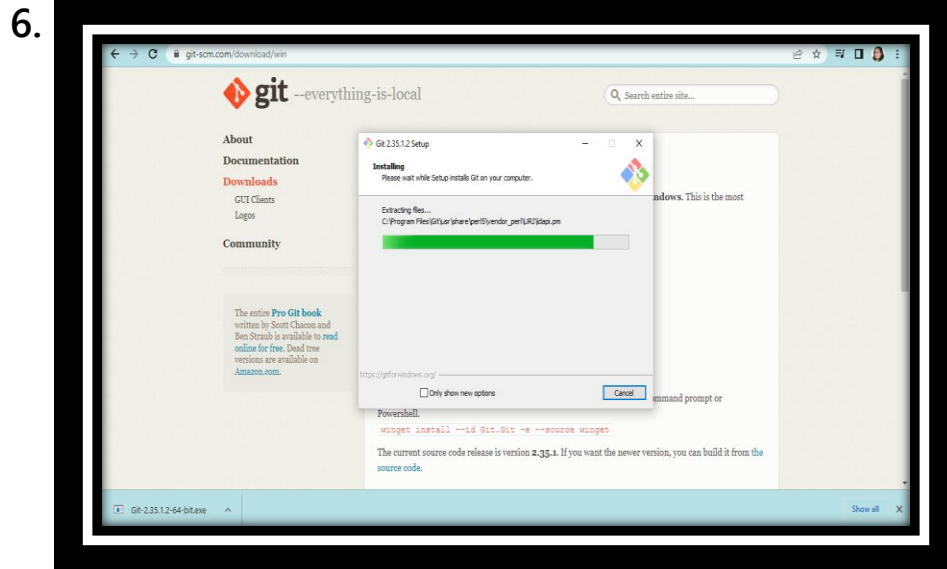 6.
git-scm.com/download/win
git --everything-is-local
Search entire site...
About
Documentation
Downloads
GUI Clients
Logos
Community
The entire Pro Git book
written by Scott Chacon and
Ben Straub is available to read
online for free. Dead tree
versions are available on
Amazon.com.
Git 2.35.1.2 Setup
Installing
Please wait while Setup installs Git on your computer.
Extracting files...
C:\Program Files\Git\usr\share\perl5\vendor_perl\URI\ldapi.pm
https://gitforwindows.org/
Only show new options
Cancel
ndows. This is the most
mmand prompt or
Powershell.
winget install --id Git.Git -e --source winget
The current source code release is version 2.35.1. If you want the newer version, you can build it from the
source code.
Git-2.35.1.2-64-bit.exe
Show all